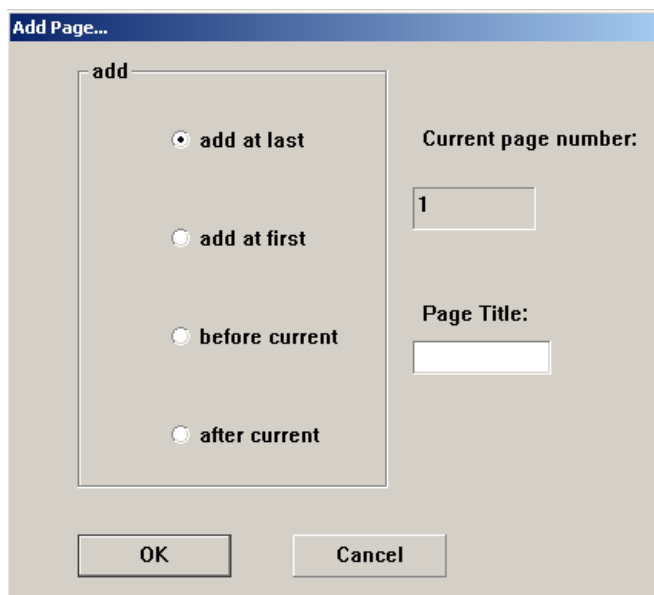 Add Page...
add
add at last
add at first
before current
after current
Current page number:
1
Page Title:
OK
Cancel